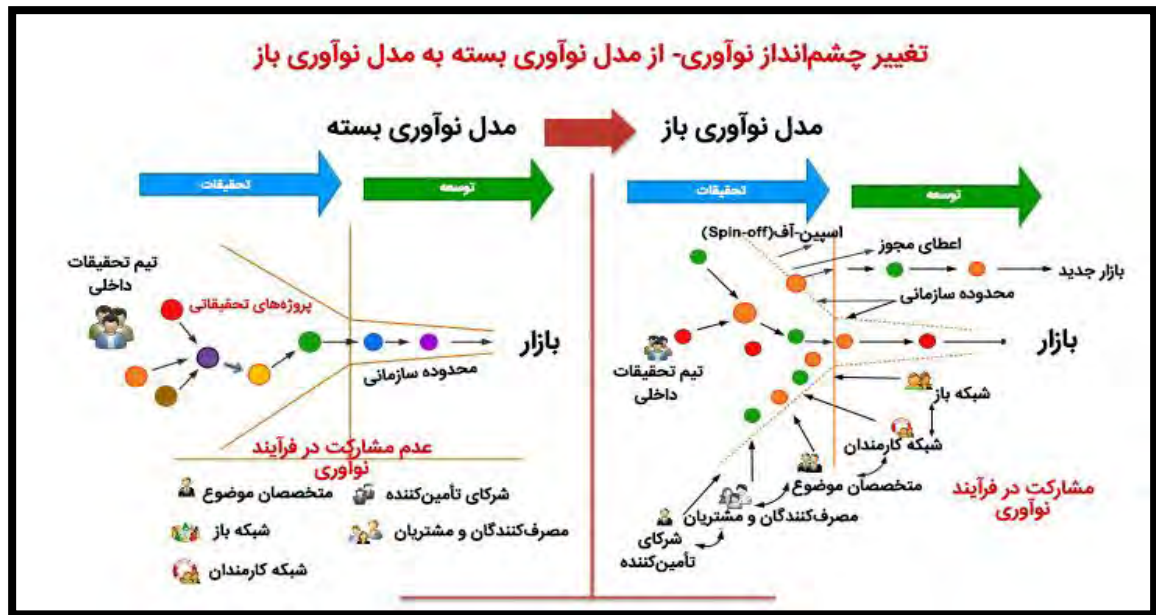 تغییر چشم‌انداز نوآوری- از مدل نوآوری بسته به مدل نوآوری باز
مدل نوآوری باز
مدل نوآوری بسته
تحقیقات
توسعه
تیم تحقیقات
داخلی
پروژه‌های تحقیقاتی
بازار
محدوده سازمانی
عدم مشارکت در فرآیند
نوآوری
متخصصان موضوع
شرکای تأمین‌کننده
شبکه باز
مصرف‌کنندگان و مشتریان
شبکه کارمندان
تحقیقات
توسعه
اسپین-آف(Spin-off)
اعطای مجوز
بازار جدید
محدوده سازمانی
بازار
تیم تحقیقات
داخلی
شبکه باز
شبکه کارمندان
متخصصان موضوع
مصرف‌کنندگان و مشتریان
شرکای
تأمین‌کننده
مشارکت در فرآیند
نوآوری